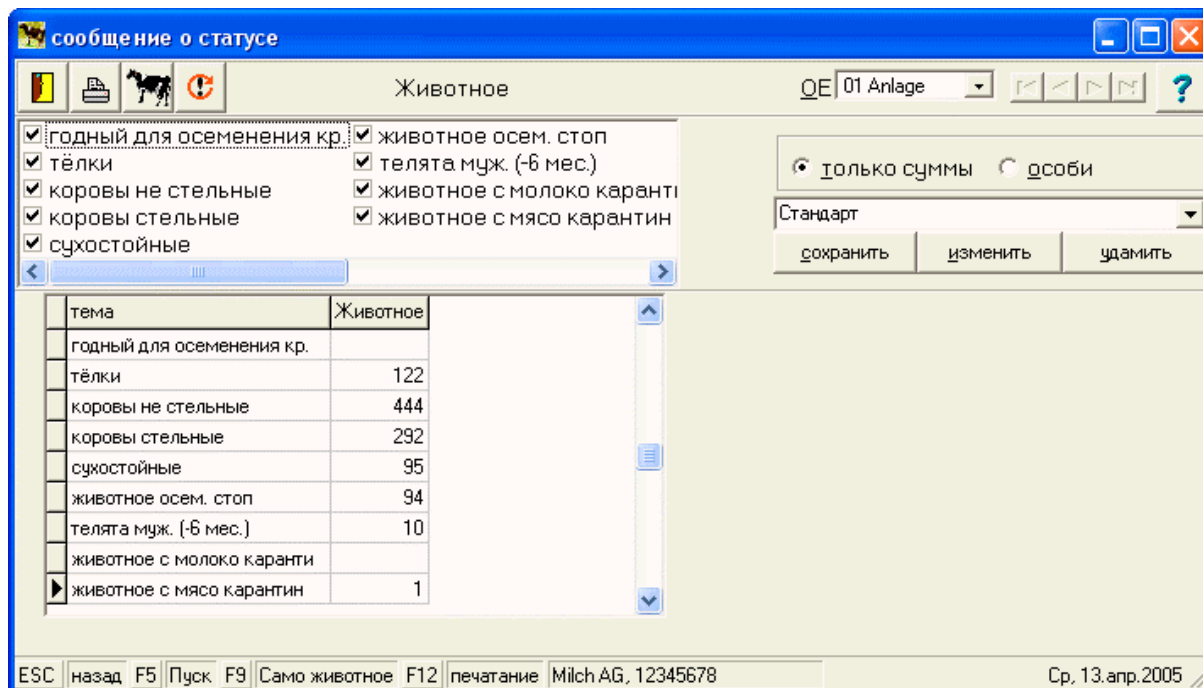 сообщение о статусе
Животное
OE 01 Anlage
годный для осеменения кр.
тёлки
коровы не стельные
коровы стельные
сухостойные
животное осем. стоп
телята муж. (-6 мес.)
животное с молоко каранти
животное с мясо карантин
только суммы
особи
Стандарт
сохранить
изменить
удамить
тема Животное
годный для осеменения кр.
тёлки 122
коровы не стельные 444
коровы стельные 292
сухостойные 95
животное осем. стоп 94
телята муж. (-6 мес.) 10
животное с молоко каранти
животное с мясо карантин 1
ESC назад F5 Пуск F9 Само животное F12 печатание Milch AG, 12345678 Ср, 13.апр.2005